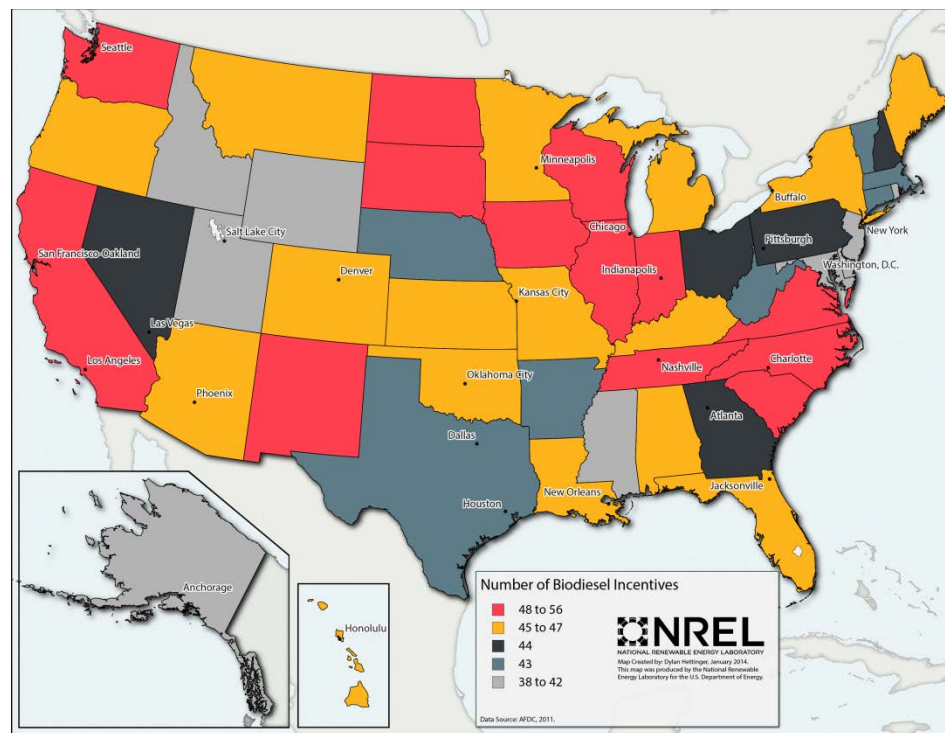 Seattle
Minneapolis
Buffalo
Salt Lake City
Chicago
New York
San Francisco-Oakland
Pittsburgh
Washington, D.C.
Denver
Indianapolis
Kansas City
Las Vegas
Los Angeles
Nashville
Charlotte
Phoenix
Oklahoma City
Atlanta
Dallas
Jacksonville
New Orleans
Houston
Anchorage
Honolulu
Number of Biodiesel Incentives
48 to 56
45 to 47
44
43
38 to 42
NREL
NATIONAL RENEWABLE ENERGY LABORATORY
Map Created by: Dylan Hettinger, January 2014.
This map was produced by the National Renewable
Energy Laboratory for the U.S. Department of Energy.
Data Source: AFDC, 2011.